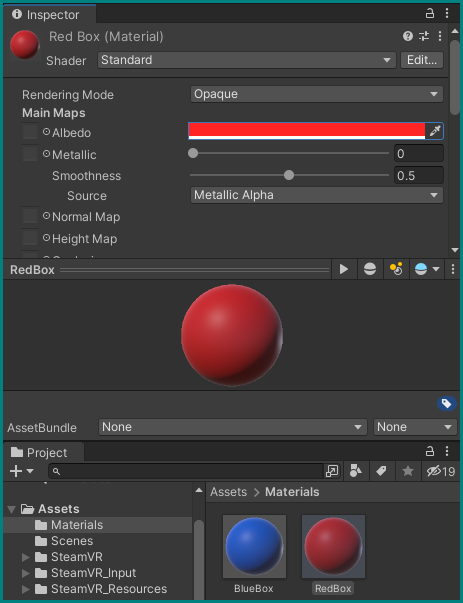 Inspector
Red Box (Material)
Shader Standard Edit...
Rendering Mode Opaque
Main Maps
Albedo
Metallic 0
Smoothness 0.5
Source Metallic Alpha
Normal Map
Height Map
RedBox
AssetBundle None None
Project
19
Assets
Materials
Scenes
SteamVR
SteamVR_Input
SteamVR_Resources
Assets > Materials
BlueBox RedBox